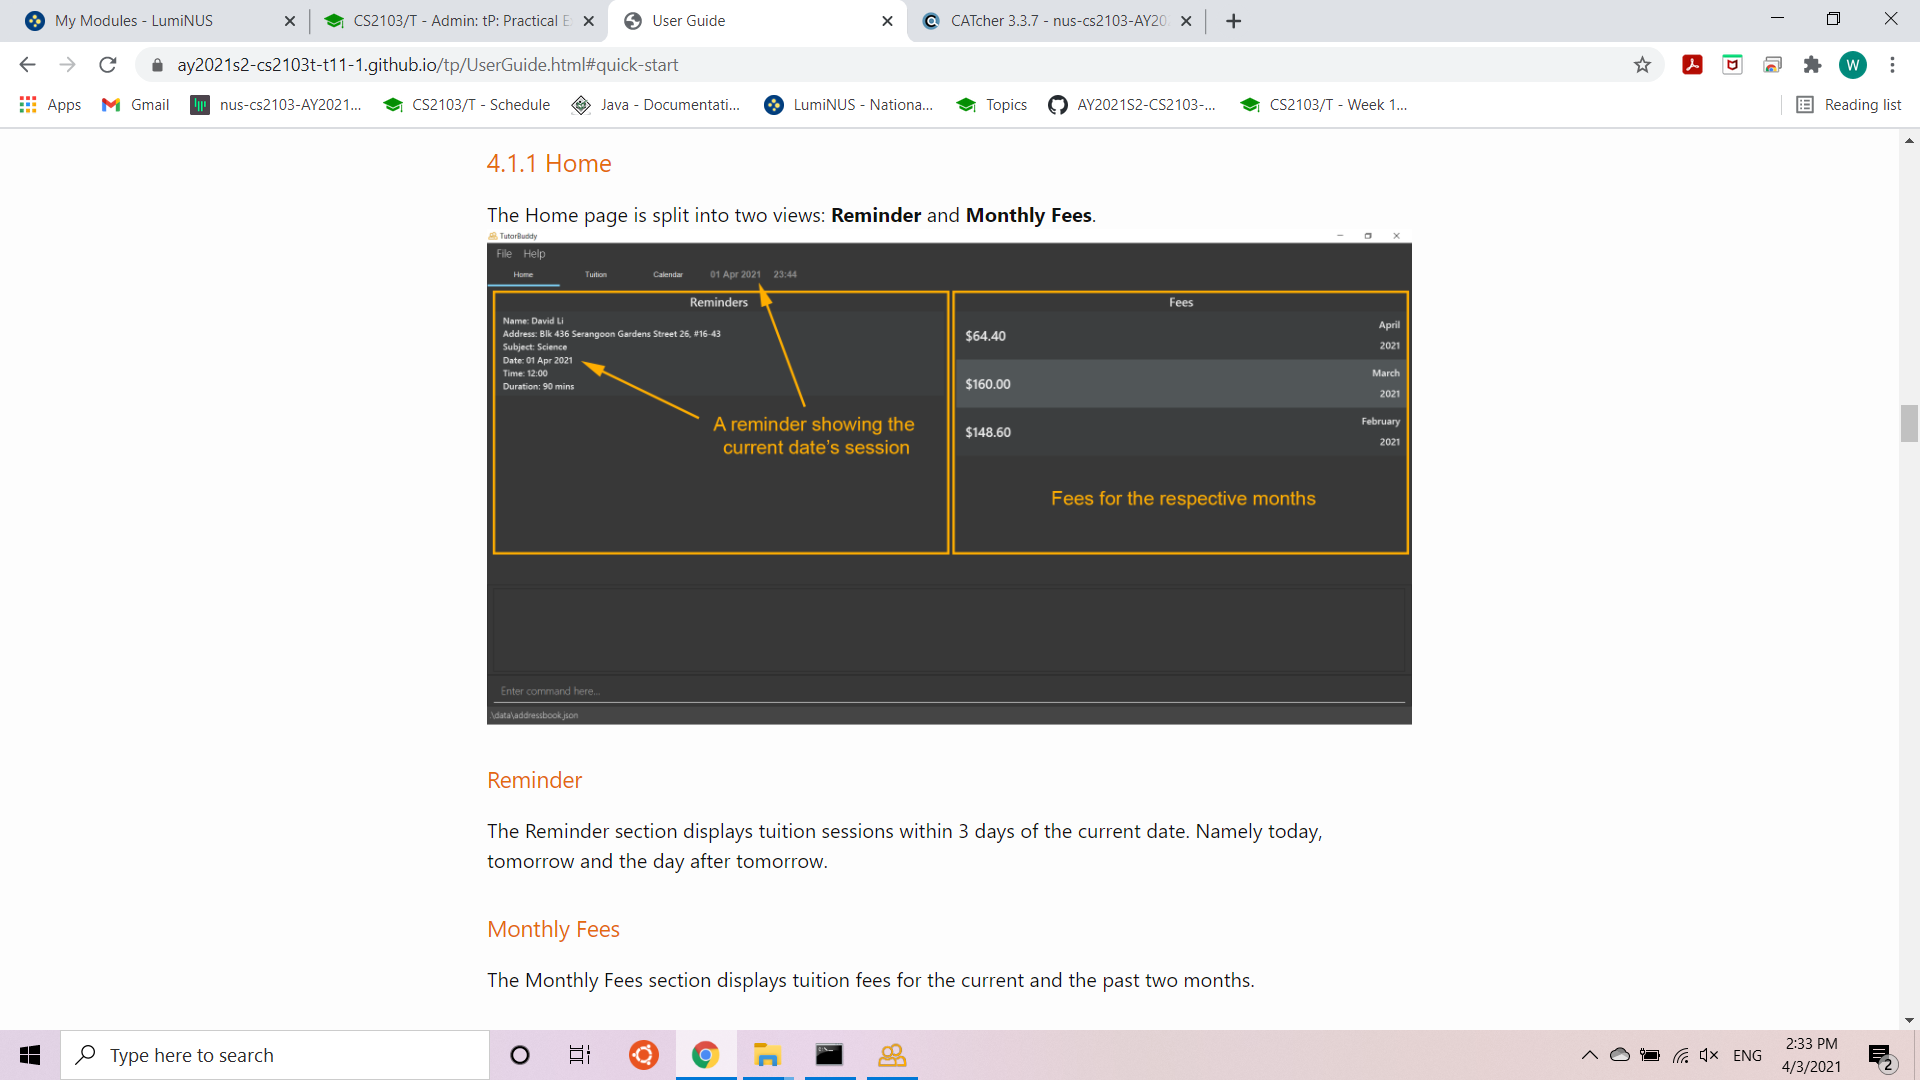 My Modules - LumiNUS
CS2103/T - Admin: tP: Practical E
User Guide
CATcher 3.3.7 - nus-cs2103-AY20
ay2021s2-cs2103t-t11-1.github.io/tp/UserGuide.html#quick-start
W
Apps
Gmail
nus-cs2103-AY2021...
CS2103/T - Schedule
Java - Documentati...
LumiNUS - Nationa...
Topics
AY2021S2-CS2103-...
CS2103/T - Week 1...
Reading list
4.1.1 Home
The Home page is split into two views: Reminder and Monthly Fees.
TutorBuddy
File Help
Home Tuition Calendar 01 Apr 2021 23:44
Reminders
Name: David Li
Address: Blk 436 Serangoon Gardens Street 26, #16-43
Subject: Science
Date: 01 Apr 2021
Time: 12:00
Duration: 90 mins
A reminder showing the
current date's session
Fees
$64.40
April
2021
$160.00
March
2021
$148.60
February
2021
Fees for the respective months
Enter command here...
\data\addressbook.json
Reminder
The Reminder section displays tuition sessions within 3 days of the current date. Namely today,
tomorrow and the day after tomorrow.
Monthly Fees
The Monthly Fees section displays tuition fees for the current and the past two months.
Type here to search
ENG
2:33 PM
4/3/2021
2